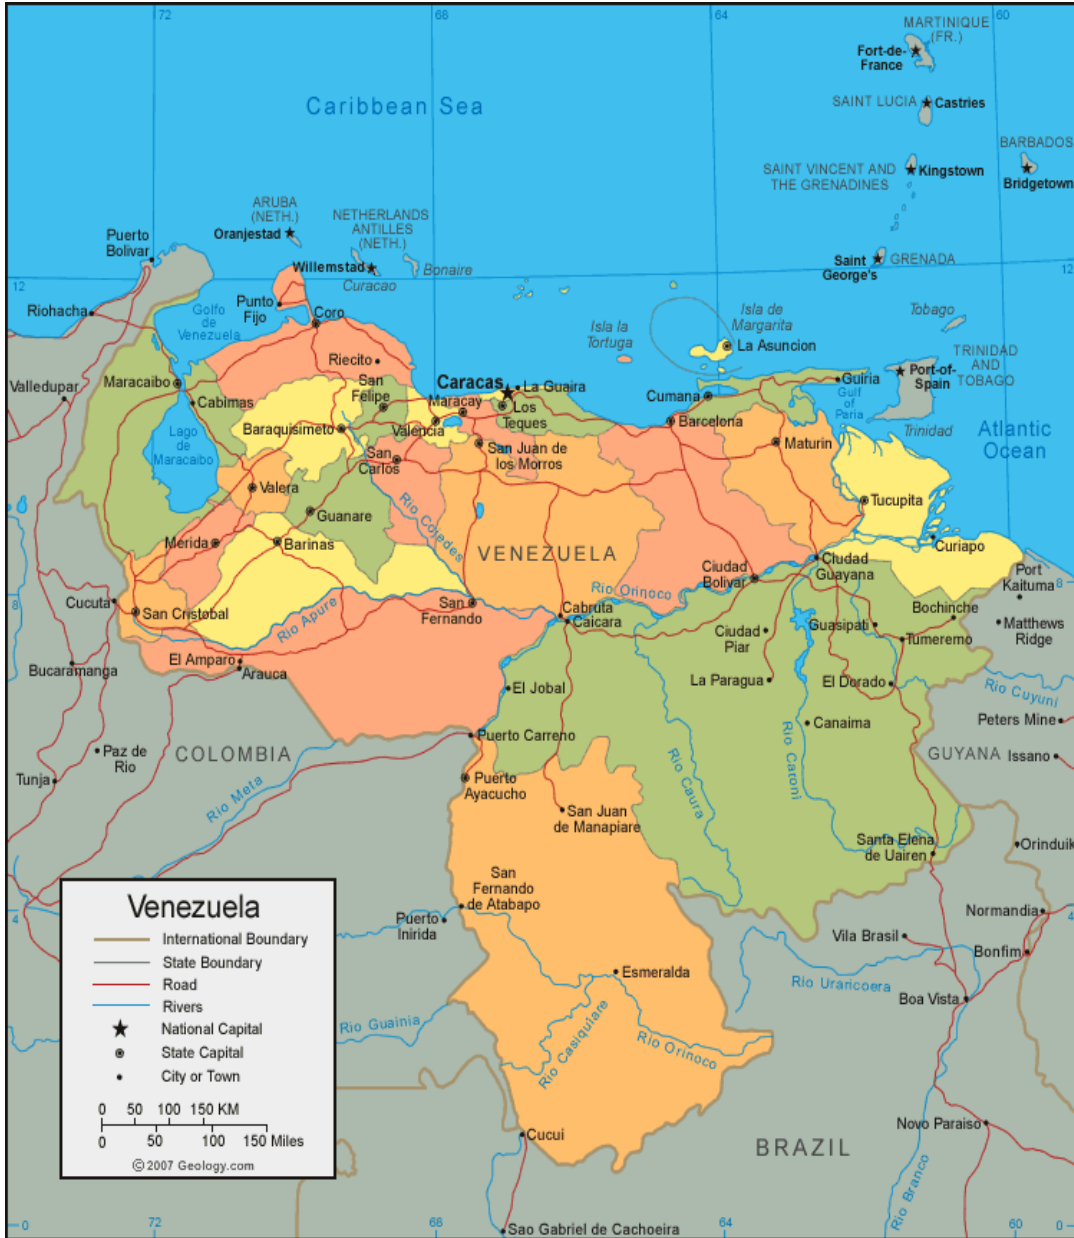 72
68
64
60
MARTINIQUE
(FR.)
Fort-de-
France
Caribbean Sea
SAINT LUCIA
Castries
BARBADOS
SAINT VINCENT AND
THE GRENADINES
Kingstown
Bridgetown
ARUBA
(NETH.)
Oranjestad
NETHERLANDS
ANTILLES
(NETH.)
Puerto
Bolivar
Willemstad
Curacao
Bonaire
Saint
George's
GRENADA
12
12
Riohacha
Golfo
de
Venezuela
Punto
Fijo
Coro
Isla la
Tortuga
Isla de
Margarita
La Asuncion
Tobago
TRINIDAD
AND
TOBAGO
Riecito
Maracaibo
Valledupar
Cabimas
San
Felipe
Caracas
La Guaira
Maracay
Los
Teques
Cumana
Guiria
Gulf
of
Paria
Port-of-
Spain
Trinidad
Atlantic
Ocean
Lago
de
Maracaibo
Baraquisimeto
Valencia
Barcelona
San
Carlos
San Juan de
los Morros
Maturin
Valera
Guanare
Rio Cojedes
Tucupita
Merida
Barinas
VENEZUELA
Curiapo
Ciudad
Bolivar
Ciudad
Guayana
Port
Kaituma
8
8
Cucuta
San Cristobal
Rio Apure
San
Fernando
Rio Orinoco
Cabruta
Caicara
Bochinche
Ciudad
Piar
Guasipati
Tumeremo
Matthews
Ridge
Bucaramanga
El Amparo
Arauca
El Jobal
La Paragua
El Dorado
Rio Cuyuni
Canaima
Peters Mine
COLOMBIA
Paz de
Rio
Puerto Carreno
GUYANA
Issano
Tunja
Rio Meta
Puerto
Ayacucho
Rio Caura
Rio Caroni
San Juan
de Manapiare
Santa Elena
de Uairen
Orinduik
San
Fernando
de Atabapo
4
4
Puerto
Inirida
Normandia
Vila Brasil
Bonfim
Esmeralda
Rio Uraricoera
Boa Vista
Rio Guainia
Rio Casiquiare
Rio Orinoco
Cucui
Novo Paraiso
BRAZIL
Rio Branco
Sao Gabriel de Cachoeira
Venezuela
International Boundary
State Boundary
Road
Rivers
National Capital
State Capital
City or Town
0 50 100 150 KM
0 50 100 150 Miles
©2007 Geology.com
0
72
68
64
60
0